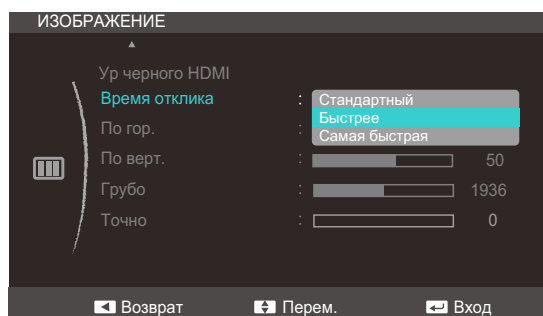 ИЗОБРАЖЕНИЕ
Ур черного HDMI
Время отклика : Стандартный
Быстрее
По гор. : Самая быстрая
По верт. : 50
Грубо : 1936
Точно : 0
Возврат Перем. Вход